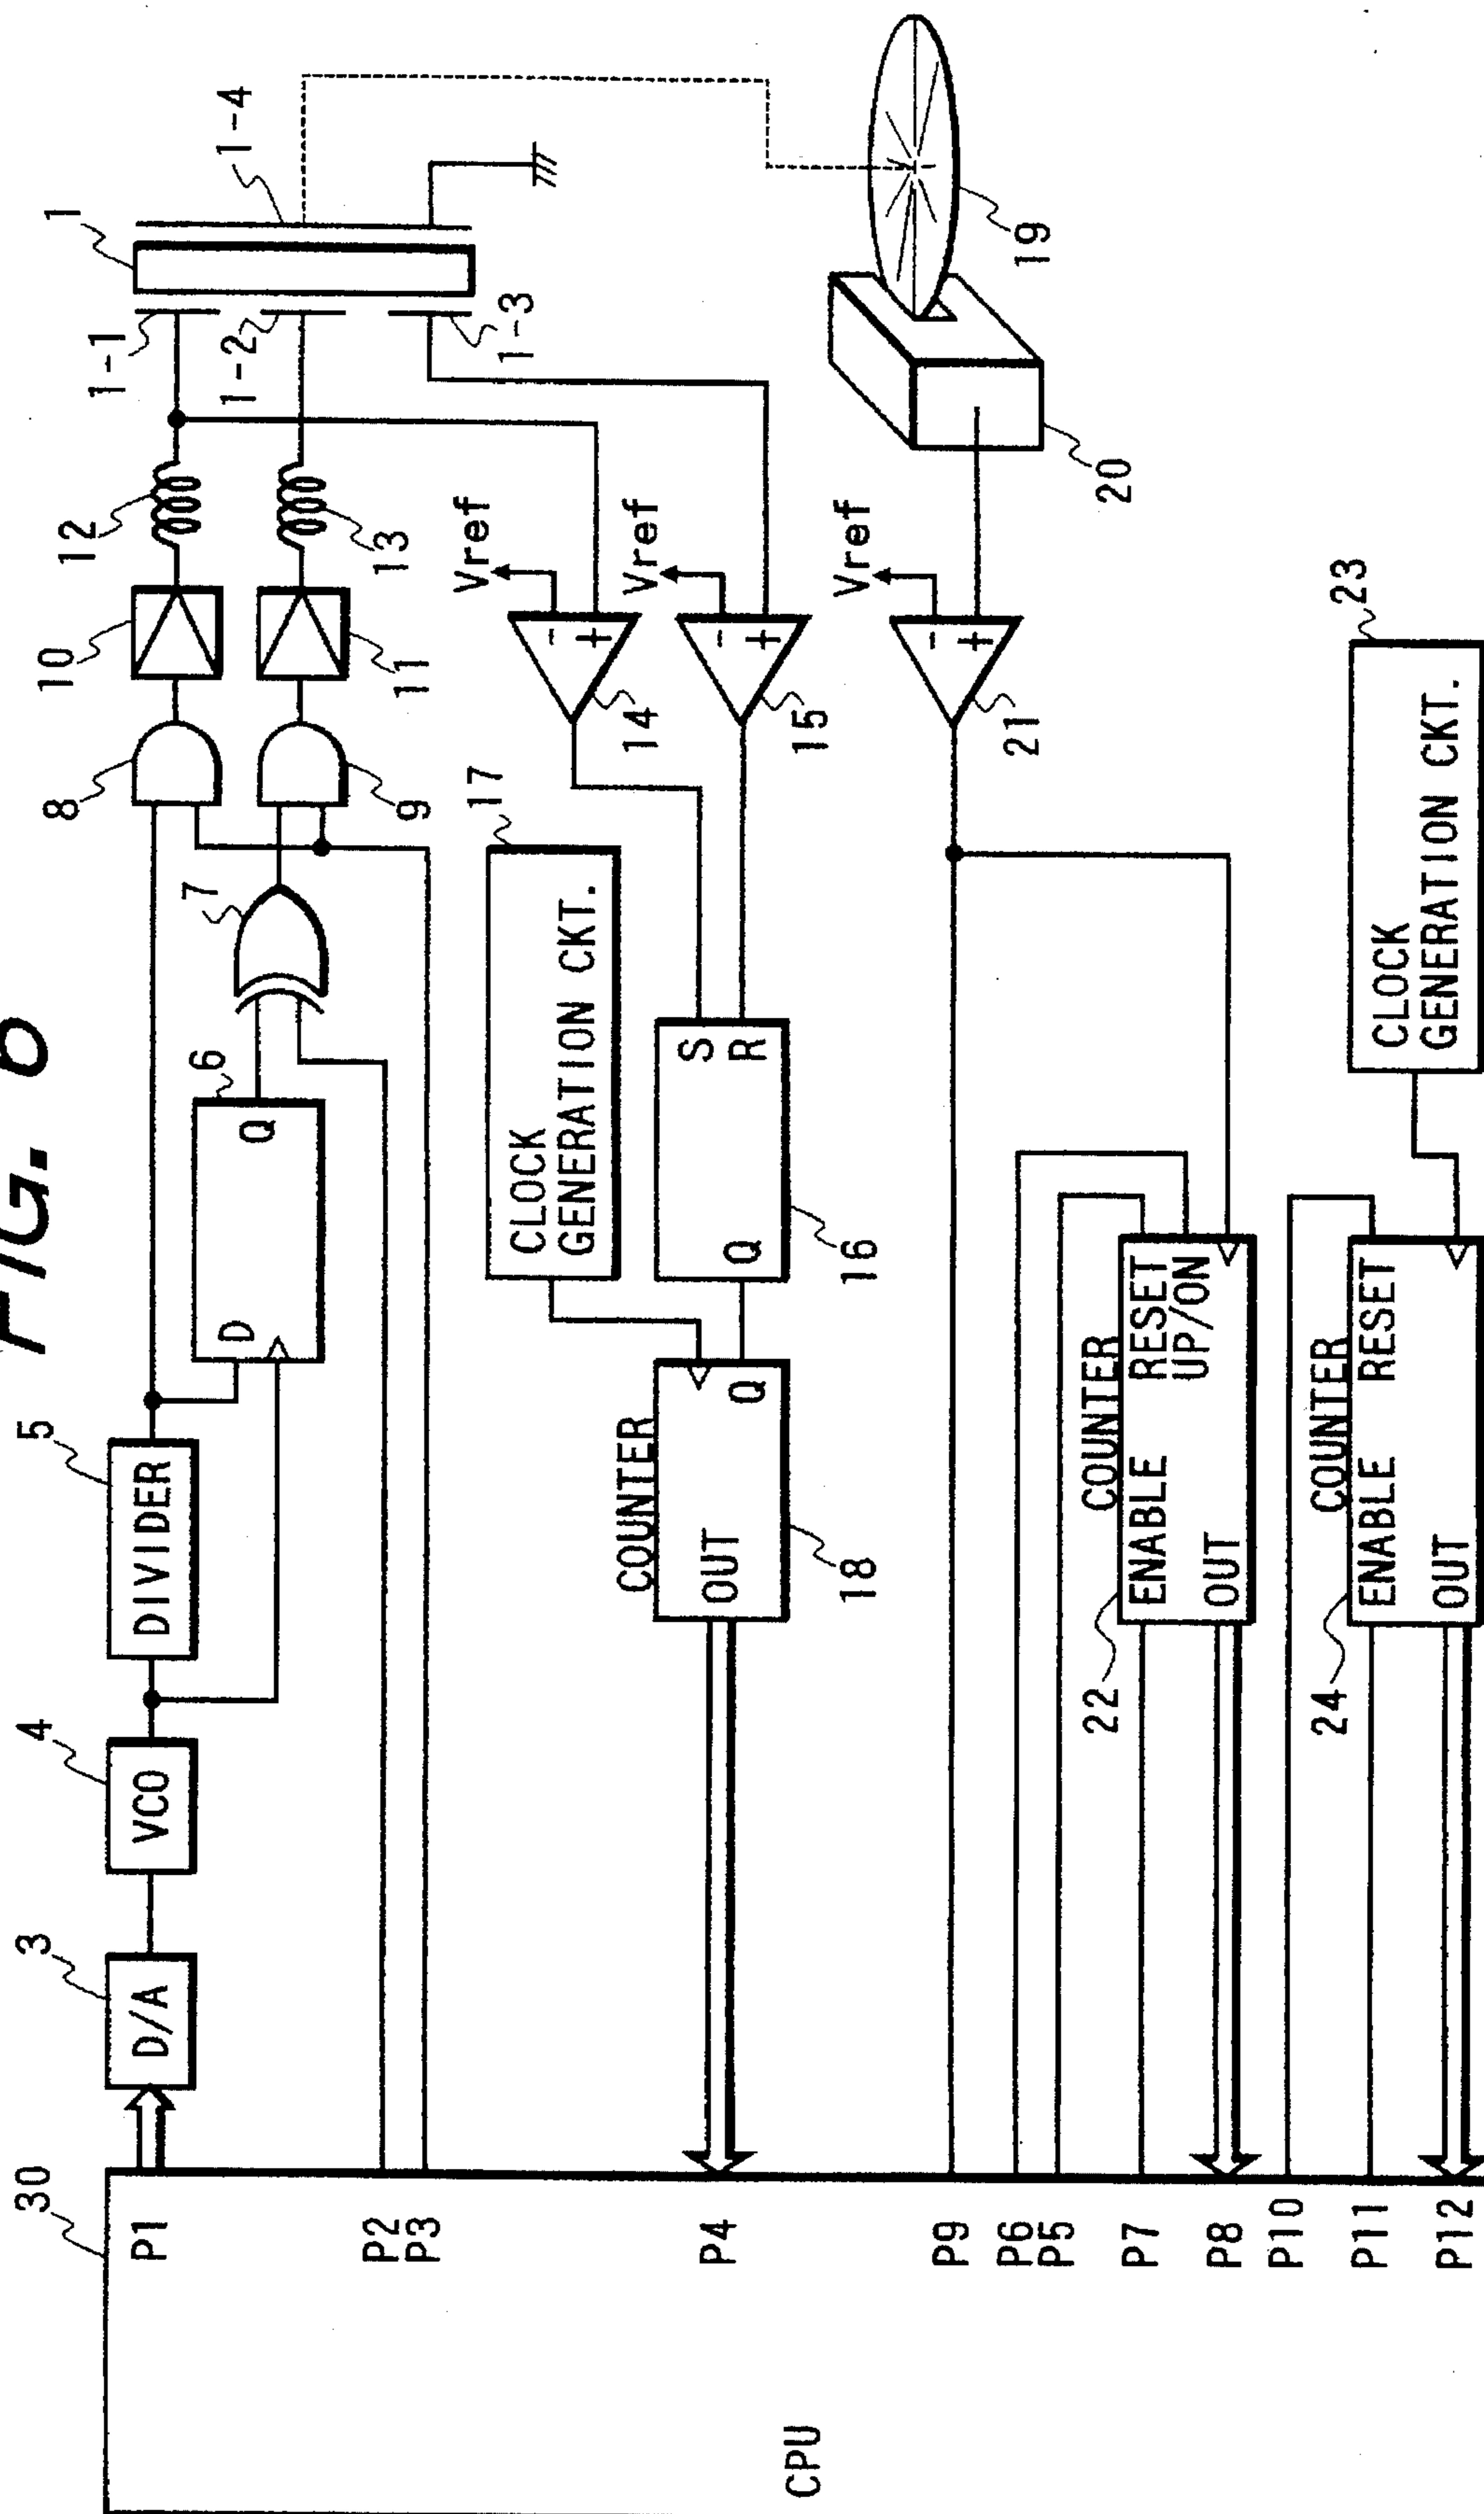 FIG. 8
30
3
4
5
6
7
8
10
12
1
P1
D/A
VCO
DIVIDER
D
Q
9
11
13
1-1
1-2
1-3
1-4
P2
P3
17
CLOCK
GENERATION CKT.
14
-
+
Vref
15
-
+
Vref
S
R
Q
16
COUNTER
OUT
Q
18
P4
CPU
P9
21
-
+
Vref
20
19
P6
P5
P7
P8
22
COUNTER
ENABLE RESET
UP/ON
OUT
23
CLOCK
GENERATION CKT.
P10
P11
P12
24
COUNTER
ENABLE RESET
OUT